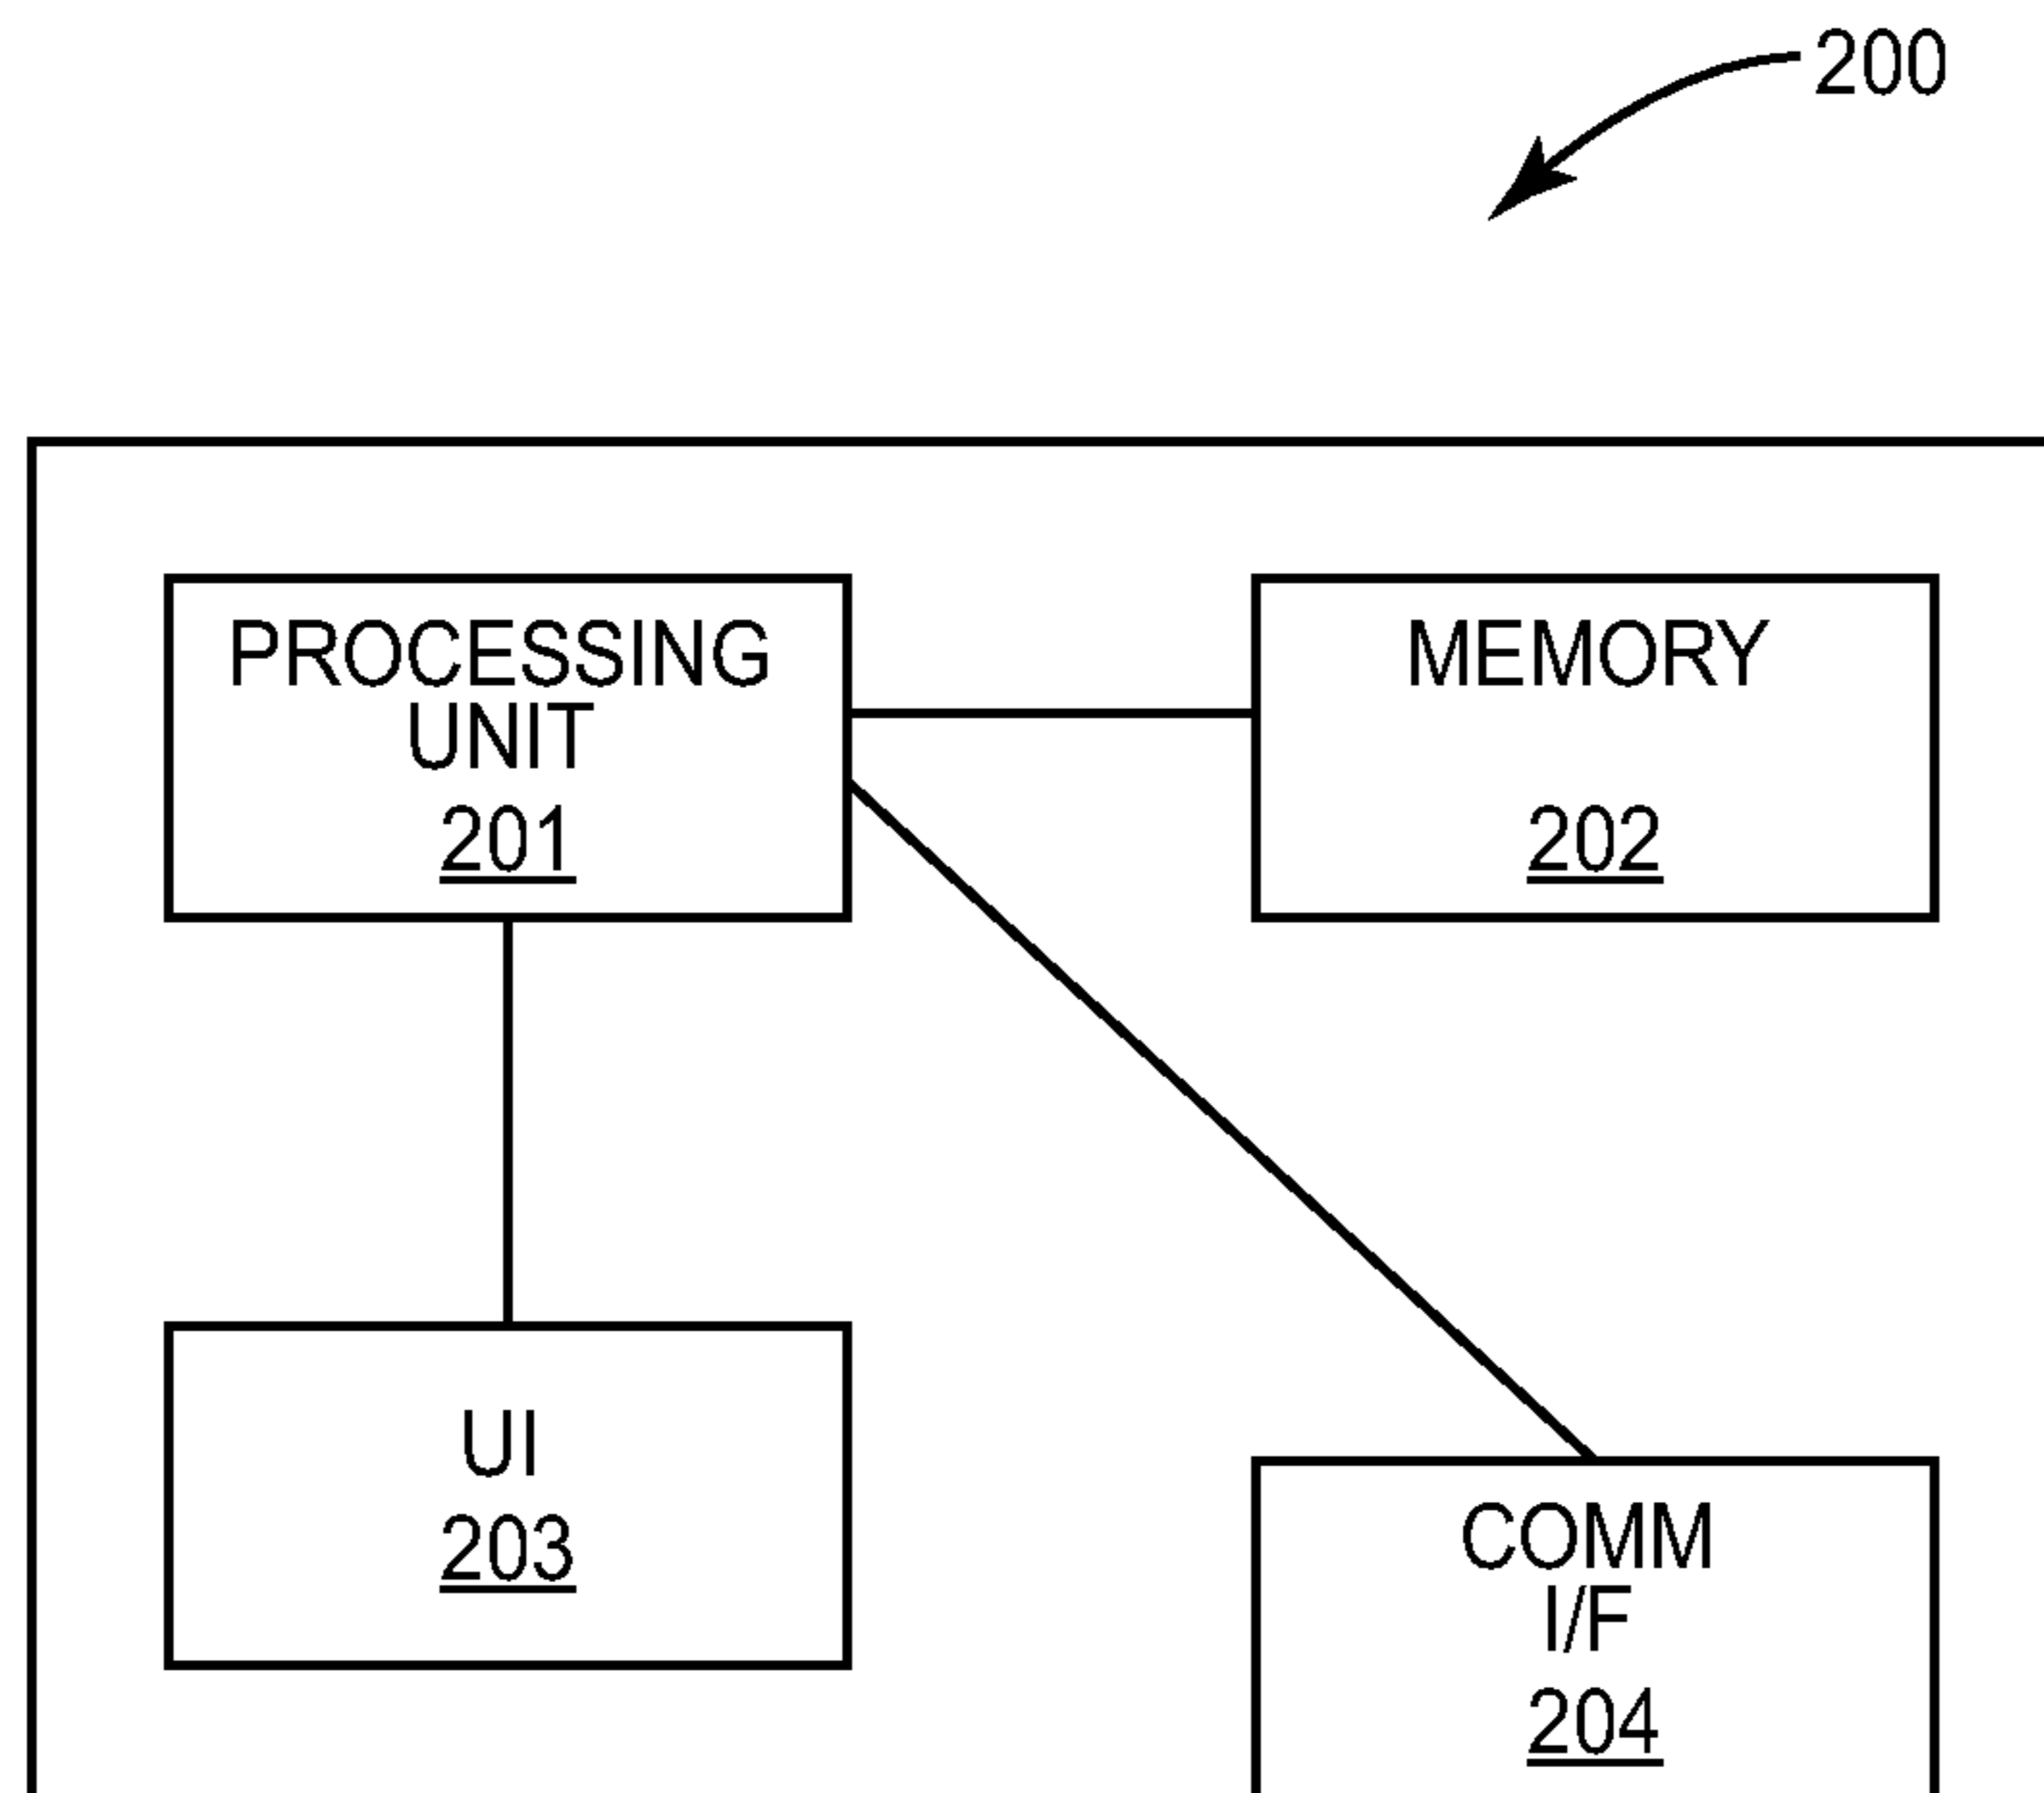 200
PROCESSING
UNIT
201
MEMORY
202
UI
203
COMM
I/F
204